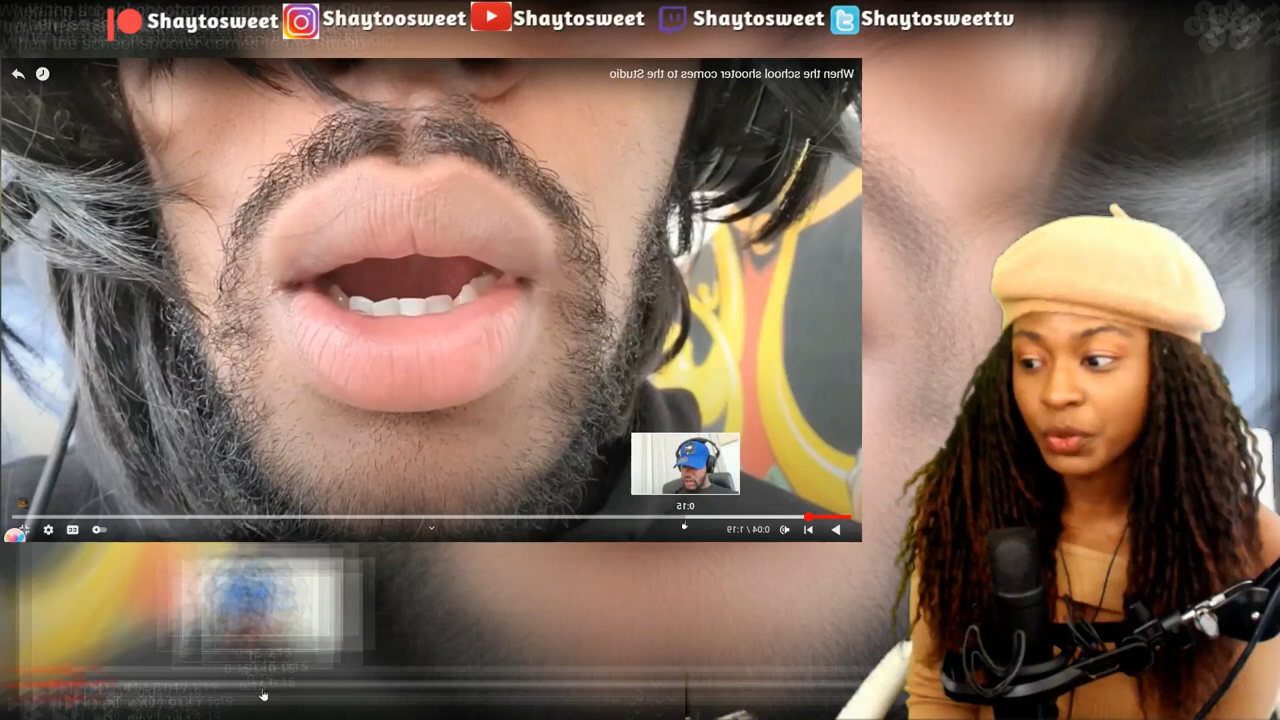 Shaytosweet Shaytoosweet Shaytosweet Shaytosweet Shaytosweettv
When the school shooter comes to the Studio
0:15
0:04 / 1:19